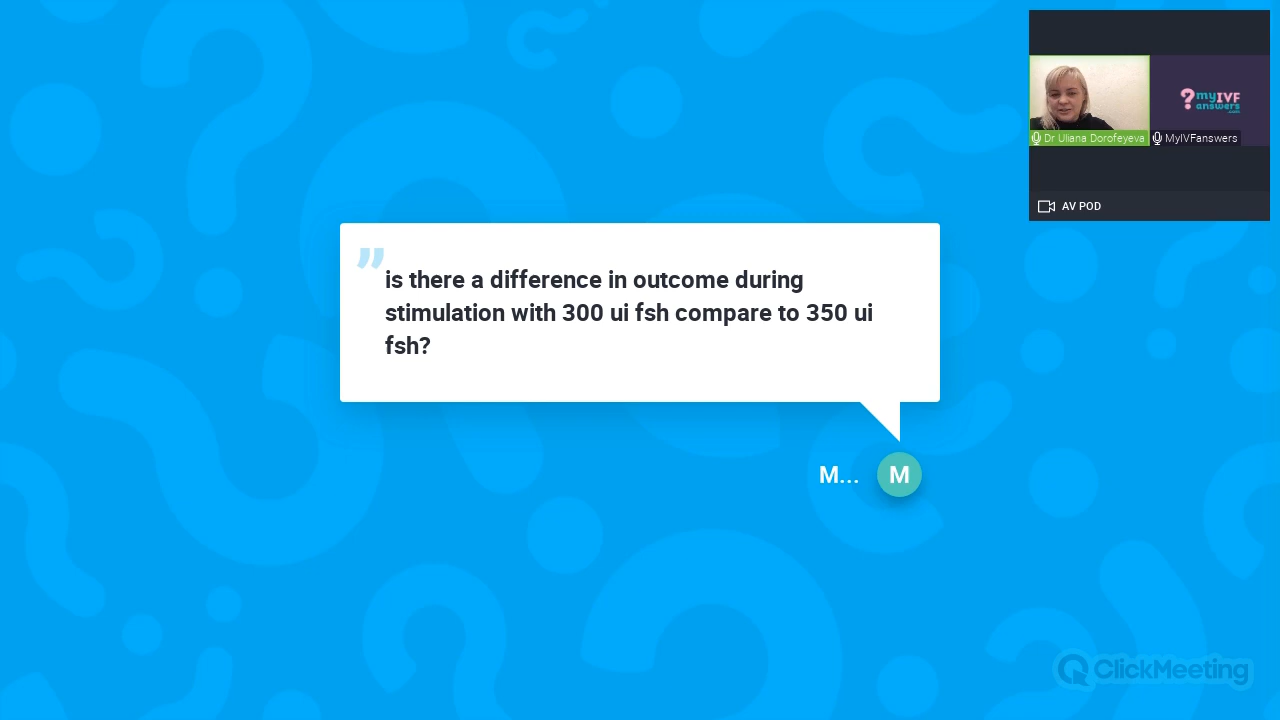 is there a difference in outcome during
stimulation with 300 ui fsh compare to 350 ui
fsh?
M... M
Dr Uliana Dorofeyeva
?myIVF
answers
.com
MyIVFanswers
AV POD
ClickMeeting